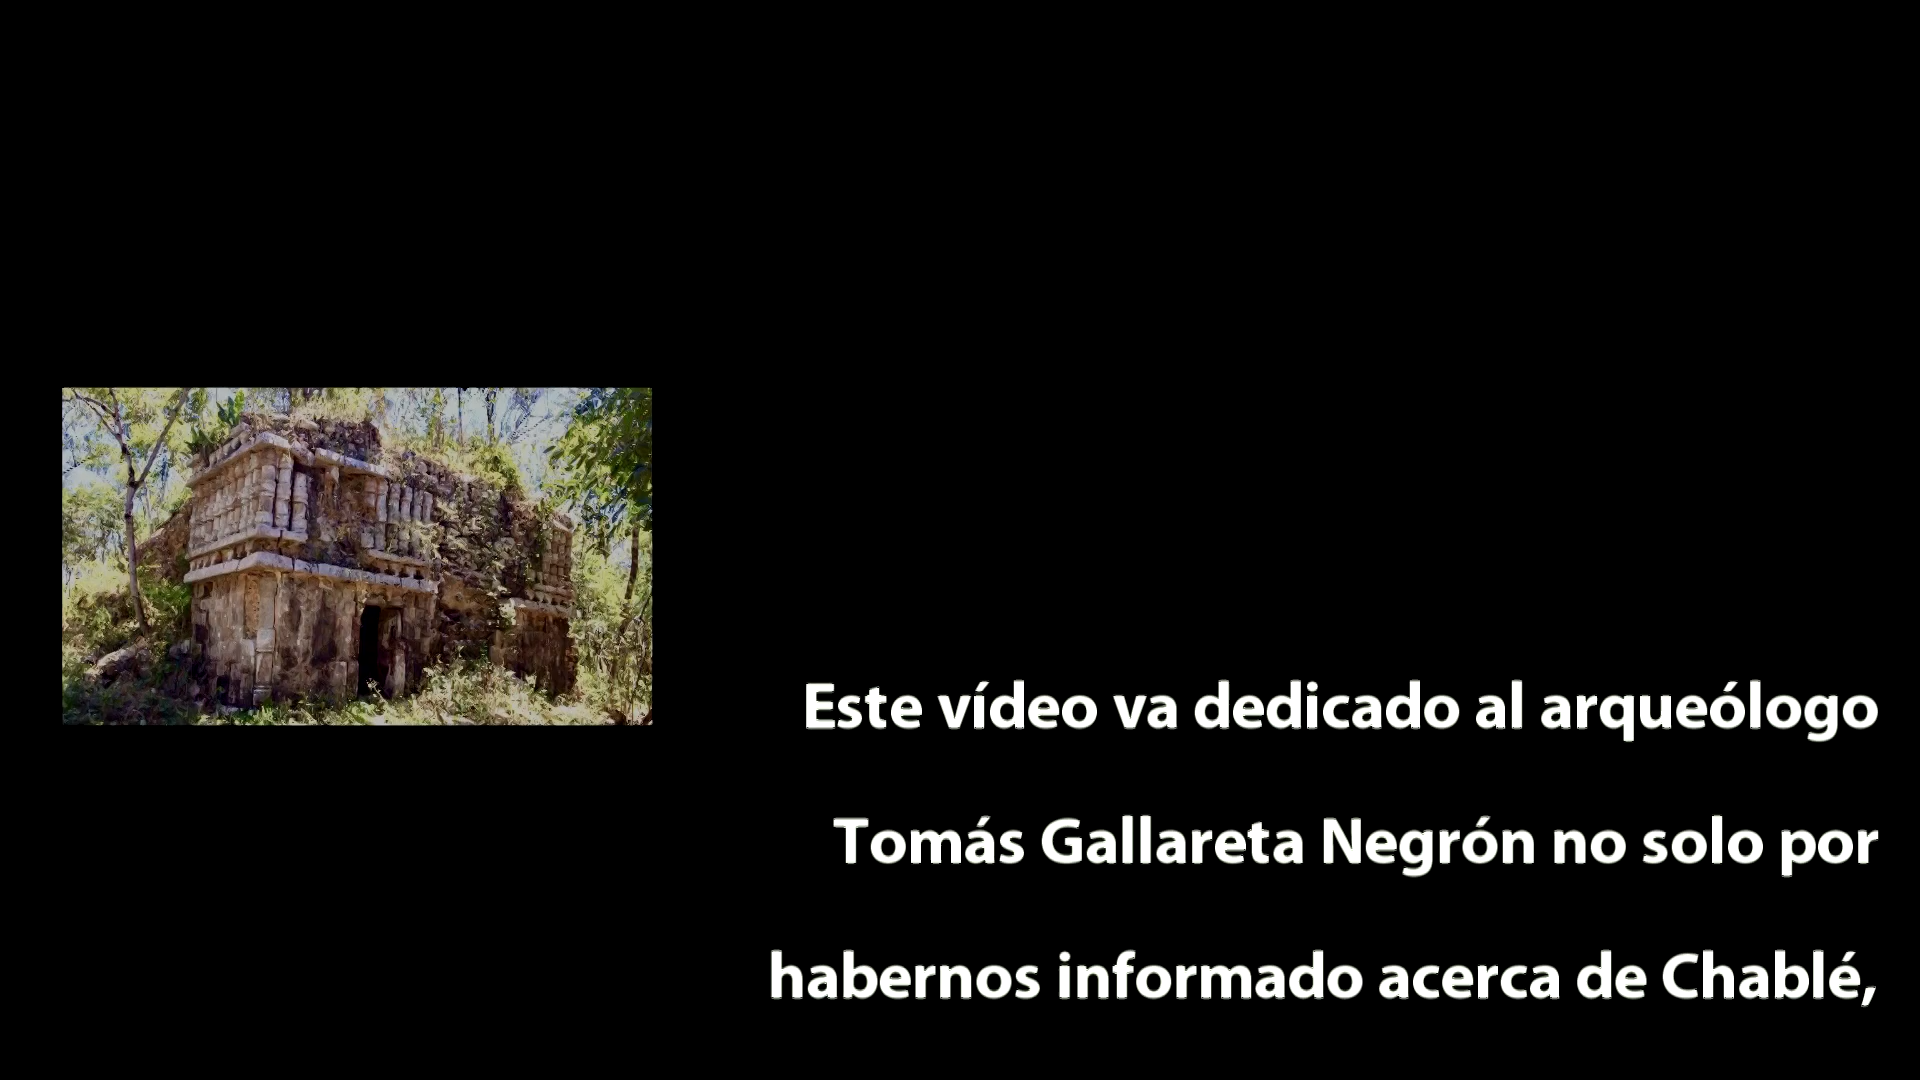 Este vídeo va dedicado al arqueólogo
Tomás Gallareta Negrón no solo por
habernos informado acerca de Chablé,